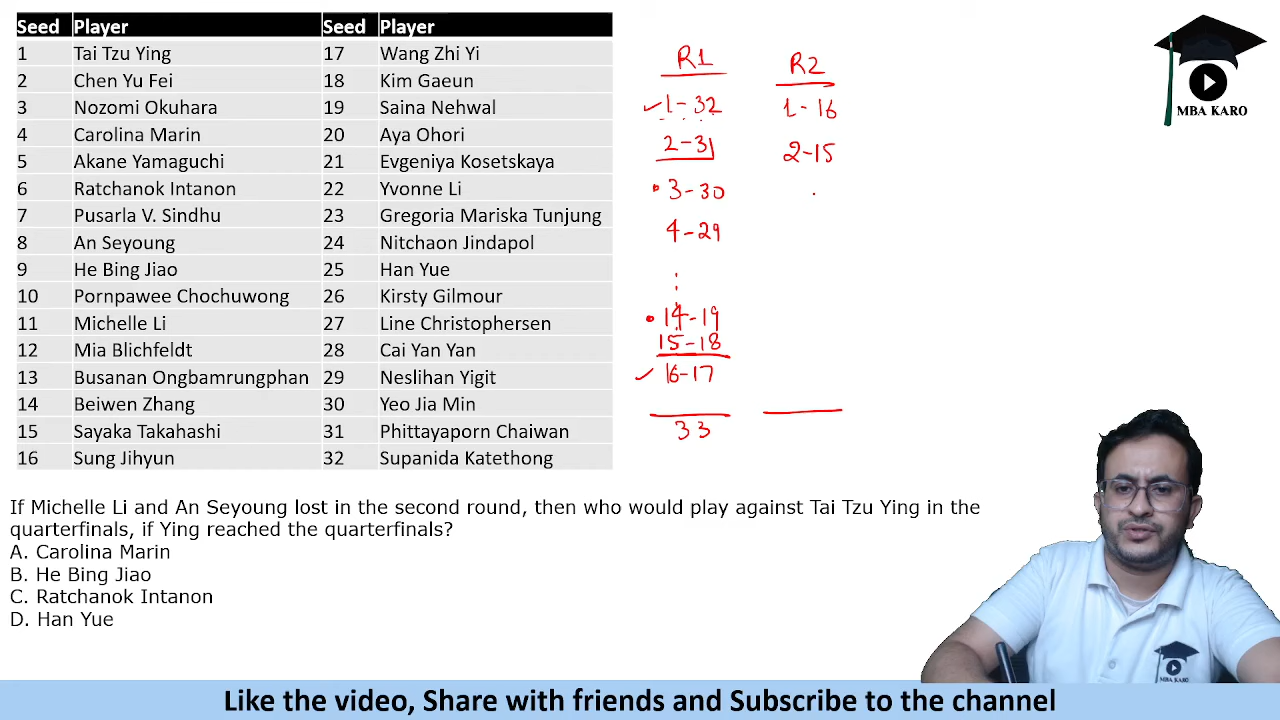 Seed Player Seed Player
1 Tai Tzu Ying 17 Wang Zhi Yi
2 Chen Yu Fei 18 Kim Gaeun
3 Nozomi Okuhara 19 Saina Nehwal
4 Carolina Marin 20 Aya Ohori
5 Akane Yamaguchi 21 Evgeniya Kosetskaya
6 Ratchanok Intanon 22 Yvonne Li
7 Pusarla V. Sindhu 23 Gregoria Mariska Tunjung
8 An Seyoung 24 Nitchaon Jindapol
9 He Bing Jiao 25 Han Yue
10 Pornpawee Chochuwong 26 Kirsty Gilmour
11 Michelle Li 27 Line Christophersen
12 Mia Blichfeldt 28 Cai Yan Yan
13 Busanan Ongbamrungphan 29 Neslihan Yigit
14 Beiwen Zhang 30 Yeo Jia Min
15 Sayaka Takahashi 31 Phittayaporn Chaiwan
16 Sung Jihyun 32 Supanida Katethong
R1
1-32
2-31
3-30
4-29
14-19
15-18
16-17
33
R2
1-16
2-15
MBA KARO
If Michelle Li and An Seyoung lost in the second round, then who would play against Tai Tzu Ying in the
quarterfinals, if Ying reached the quarterfinals?
A. Carolina Marin
B. He Bing Jiao
C. Ratchanok Intanon
D. Han Yue
MBA KARO
Like the video, Share with friends and Subscribe to the channel